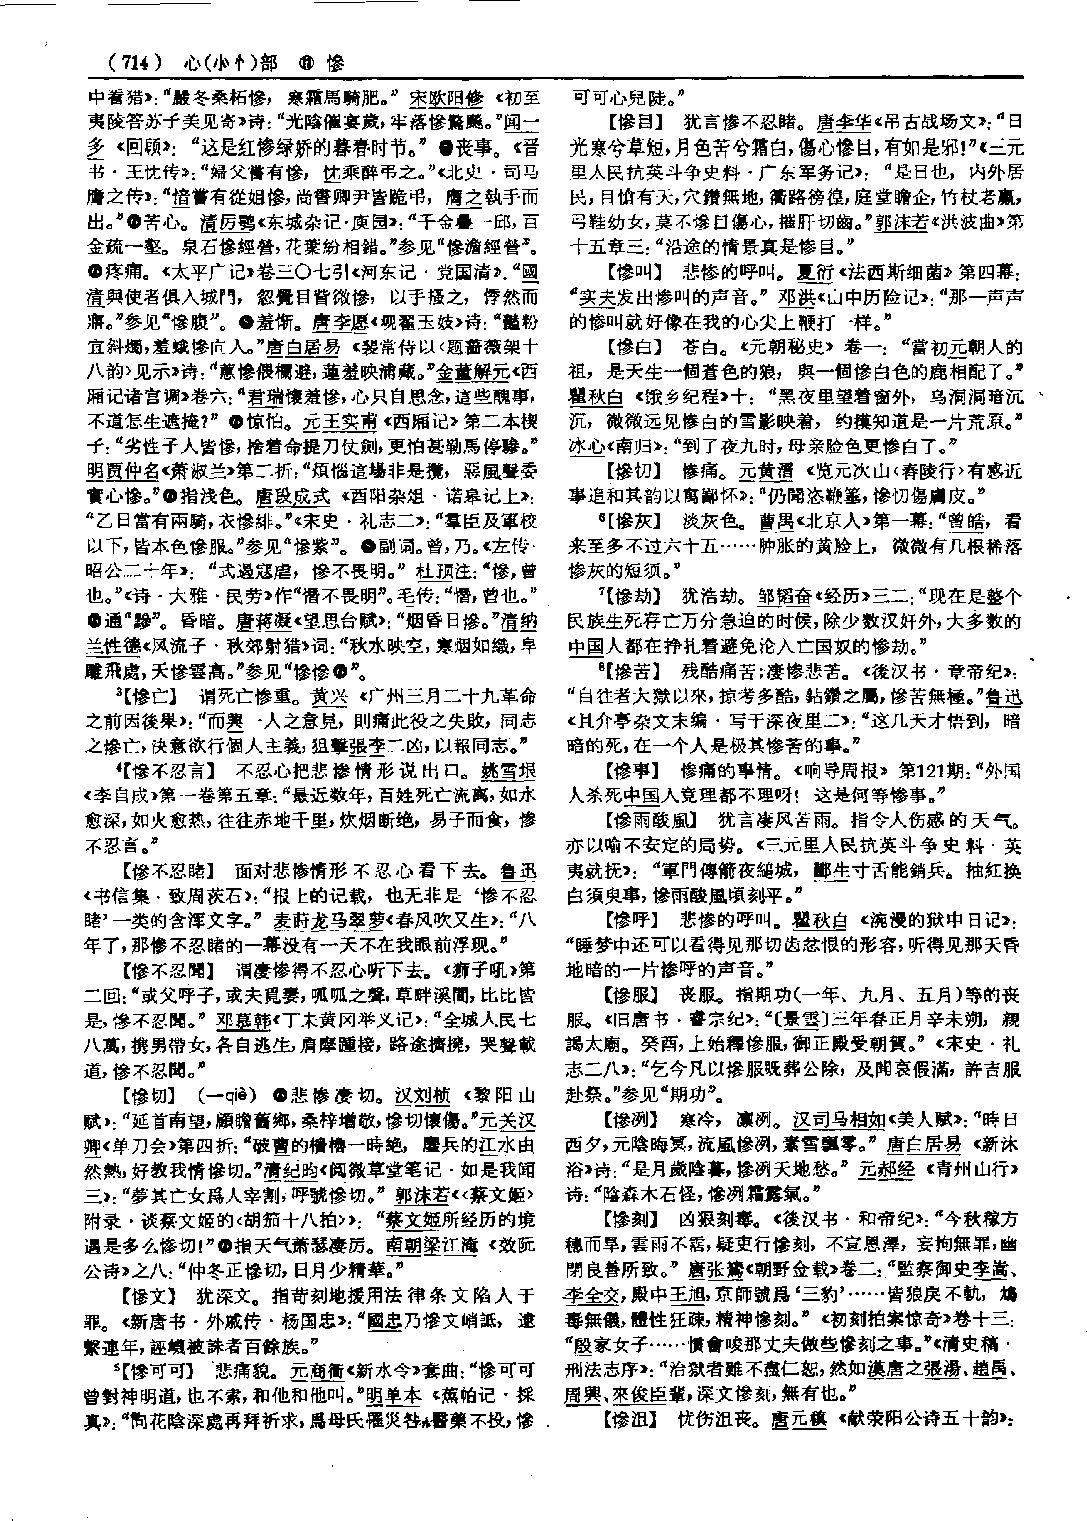 (714) 心(小忄)部 ⑪ 慘
中畜猎》:“嚴冬桑柘慘,寒霜馬騎肥。”宋欧阳修《初至
夷陵答苏子美见寄》诗:“光陰催宴歲,牢落慘驚飈。”闻一
多《回顾》:“这是红惨绿娇的暮春时节。”❸丧事。《晉
书·王忱传》:“婦父嘗有慘,忱乘醉弔之。”《北史·司马
膺之传》:“愔嘗有從姐慘,尚書卿尹皆跪弔,膺之執手而
出。”❹苦心。清厉鹗《东城杂记·庾园》:“千金壘一邱,百
金疏一壑。泉石慘經營,花葉紛相錯。”参见“慘澹經營”。
疼痛。《太平广记》卷三〇七引《河东记·党国清》:“國
清與使者俱入城門,忽覺目皆微慘,以手搔之,悸然而
寤。”参见“慘腹”。羞惭。唐李愿《观翟玉妓》诗:“豔粉
宜斜燭,羞蛾慘向人。”唐白居易《裴常侍以〈题蔷薇架十
八韵〉见示》诗:“蕙慘偎欄避,蓮羞映浦藏。”金董解元《西
厢记诸宫调》卷六:“君瑞懷羞慘,心只自思念,這些醜事,
不道怎生遮掩?”惊怕。元王实甫《西厢记》第二本楔
子:“劣性子人皆慘,捨着命提刀仗劍,更怕甚勒馬停驂。”
明贾仲名《萧淑兰》第二折:“煩惱這場非是攬,惡風聲委
實心慘。”指浅色。唐段成式《酉阳杂俎·诺皋记上》:
“乙日當有兩騎,衣慘緋。”《宋史·礼志二》:“羣臣及軍校
以下,皆本色慘服。”参见“慘紫”。副词。曾,乃。《左传·
昭公二十年》:“式遏寇虐,慘不畏明。”杜预注:“慘,曾
也。”《诗·大雅·民劳》作“憯不畏明”。毛传:“憯,曾也。”
通“黪”。昏暗。唐蒋凝《望思台赋》:“烟昏日慘。”清纳
兰性德《风流子·秋郊射猎》词:“秋水映空,寒烟如織,皁
雕飛處,天慘雲高。”参见“慘慘”。
³【慘亡】 谓死亡惨重。黄兴《广州三月二十九革命
之前因後果》:“而興一人之意見,則痛此役之失敗,同志
之慘亡,决意欲行個人主義,狙擊張李二凶,以報同志。”
⁴【慘不忍言】 不忍心把悲惨情形说出口。姚雪垠
《李自成》第一卷第五章:“最近数年,百姓死亡流离,如水
愈深,如火愈热,往往赤地千里,炊烟断绝,易子而食,惨
不忍言。”
【慘不忍睹】 面对悲惨情形不忍心看下去。鲁迅
《书信集·致周茨石》:“报上的记载,也无非是‘惨不忍
睹’一类的含浑文字。”麦莳龙马翠萝《春风吹又生》:“八
年了,那惨不忍睹的一幕没有一天不在我眼前浮现。”
【慘不忍聞】 谓凄惨得不忍心听下去。《狮子吼》第
二回:“或父呼子,或夫覓妻,呱呱之聲,草畔溪間,比比皆
是,慘不忍聞。”邓慕韩《丁未黄冈举义记》:“全城人民七
八萬,携男帶女,各自逃生,肩摩踵接,路途擠擁,哭聲載
道,慘不忍聞。”
【慘切】 (一qiè) ❶悲惨凄切。汉刘桢《黎阳山
赋》:“延首南望,顧瞻舊鄉,桑梓增敬,慘切懷傷。”元关汉
卿《单刀会》第四折:“破曹的檣櫓一時絶,鏖兵的江水由
然熱,好教我情慘切。”清纪昀《阅微草堂笔记·如是我闻
三》:“夢其亡女爲人宰割,呼號慘切。”郭沫若《〈蔡文姬〉
附录·谈蔡文姬的〈胡笳十八拍〉》:“蔡文姬所经历的境
遇是多么惨切!”❷指天气萧瑟凄厉。南朝梁江淹《效阮
公诗》之八:“仲冬正慘切,日月少精華。”
【慘文】 犹深文。指苛刻地援用法律条文陷人于
罪。《新唐书·外戚传·杨国忠》:“國忠乃慘文峭詆,逮
繫連年,誣蟻被誅者百餘族。”
⁵【慘可可】 悲痛貌。元商衢《新水令》套曲:“慘可可
曾對神明道,也不索,和他和他叫。”明单本《蕉帕记·採
真》:“向花陰深處再拜祈求,爲母氏罹災咎醫藥不投,慘
可可心兒陡。”
【慘目】 犹言惨不忍睹。唐李华《吊古战场文》:“日
光寒兮草短,月色苦兮霜白,傷心慘目,有如是邪!”《三元
里人民抗英斗争史料·广东军务记》:“是日也,内外居
民,目愴有天,穴鑽無地,衢路徬徨,庭堂瞻企,竹杖老羸,
弓鞋幼女,莫不慘目傷心,摧肝切齒。”郭沫若《洪波曲》第
十五章三:“沿途的情景真是惨目。”
【慘叫】 悲惨的呼叫。夏衍《法西斯细菌》第四幕:
“实夫发出惨叫的声音。”邓洪《山中历险记》:“那一声声
的惨叫就好像在我的心尖上鞭打一样。”
【慘白】 苍白。《元朝秘史》卷一:“當初元朝人的
祖,是天生一個蒼色的狼,與一個慘白色的鹿相配了。”
瞿秋白《饿乡纪程》十:“黑夜里望着窗外,乌洞洞暗沉
沉,微微远见惨白的雪影映着,约摸知道是一片荒原。”
冰心《南归》:“到了夜九时,母亲脸色更惨白了。”
【慘切】 惨痛。元黄溍《览元次山〈舂陵行〉有感近
事追和其韵以寓鄙怀》:“仍聞恣鞭箠,慘切傷膚皮。”
⁶【慘灰】 淡灰色。曹禺《北京人》第一幕:“曾皓,看
来至多不过六十五……肿胀的黄脸上,微微有几根稀落
惨灰的短须。”
⁷【慘劫】 犹浩劫。邹韬奋《经历》三二:“现在是整个
民族生死存亡万分急迫的时候,除少数汉奸外,大多数的
中国人都在挣扎着避免沦入亡国奴的惨劫。”
⁸【慘苦】 残酷痛苦;凄惨悲苦。《後汉书·章帝纪》:
“自往者大獄以來,掠考多酷,鉆鑽之屬,慘苦無極。”鲁迅
《且介亭杂文末编·写于深夜里二》:“这几天才悟到,暗
暗的死,在一个人是极其惨苦的事。”
【慘事】 惨痛的事情。《响导周报》第121期:“外国
人杀死中国人竟理都不理呀!这是何等惨事。”
【慘雨酸風】 犹言凄风苦雨。指令人伤感的天气。
亦以喻不安定的局势。《三元里人民抗英斗争史料·英
夷就抚》:“軍門傳箭夜縋城,酈生寸舌能銷兵。抽紅换
白須臾事,慘雨酸風頃刻平。”
【慘呼】 悲惨的呼叫。瞿秋白《涴漫的狱中日记》:
“睡梦中还可以看得见那切齿忿恨的形容,听得见那天昏
地暗的一片惨呼的声音。”
【慘服】 丧服。指期功(一年、九月、五月)等的丧
服。《旧唐书·睿宗纪》:“〔景雲〕三年春正月辛未朔,親
謁太廟。癸酉,上始釋慘服,御正殿受朝賀。”《宋史·礼
志二八》:“乞今凡以慘服既葬公除,及聞哀假滿,許吉服
赴祭。”参见“期功”。
【慘冽】 寒冷,凛冽。汉司马相如《美人赋》:“時日
西夕,元陰晦冥,流風慘冽,素雪飄零。”唐白居易《新沐
浴》诗:“是月歲陰暮,慘冽天地愁。”元郝经《青州山行》
诗:“陰森木石怪,慘冽霜露氣。”
【慘刻】 凶狠刻毒。《後汉书·和帝纪》:“今秋稼方
穗而旱,雲雨不霑,疑吏行慘刻,不宣恩澤,妄拘無罪,幽
閉良善所致。”唐张鷟《朝野佥载》卷二:“監察御史李嵩、
李全交,殿中王旭,京師號爲‘三豹’……皆狼戾不軌,鴆
毒無儀,體性狂疎,精神慘刻。”《初刻拍案惊奇》卷十三:
“殷家女子……慣會唆那丈夫做些慘刻之事。”《清史稿·
刑法志序》:“治獄者雖不盡仁恕,然如漢唐之張湯、趙禹、
周興、來俊臣輩,深文慘刻,無有也。”
【慘沮】 忧伤沮丧。唐元稹《献荥阳公诗五十韵》: